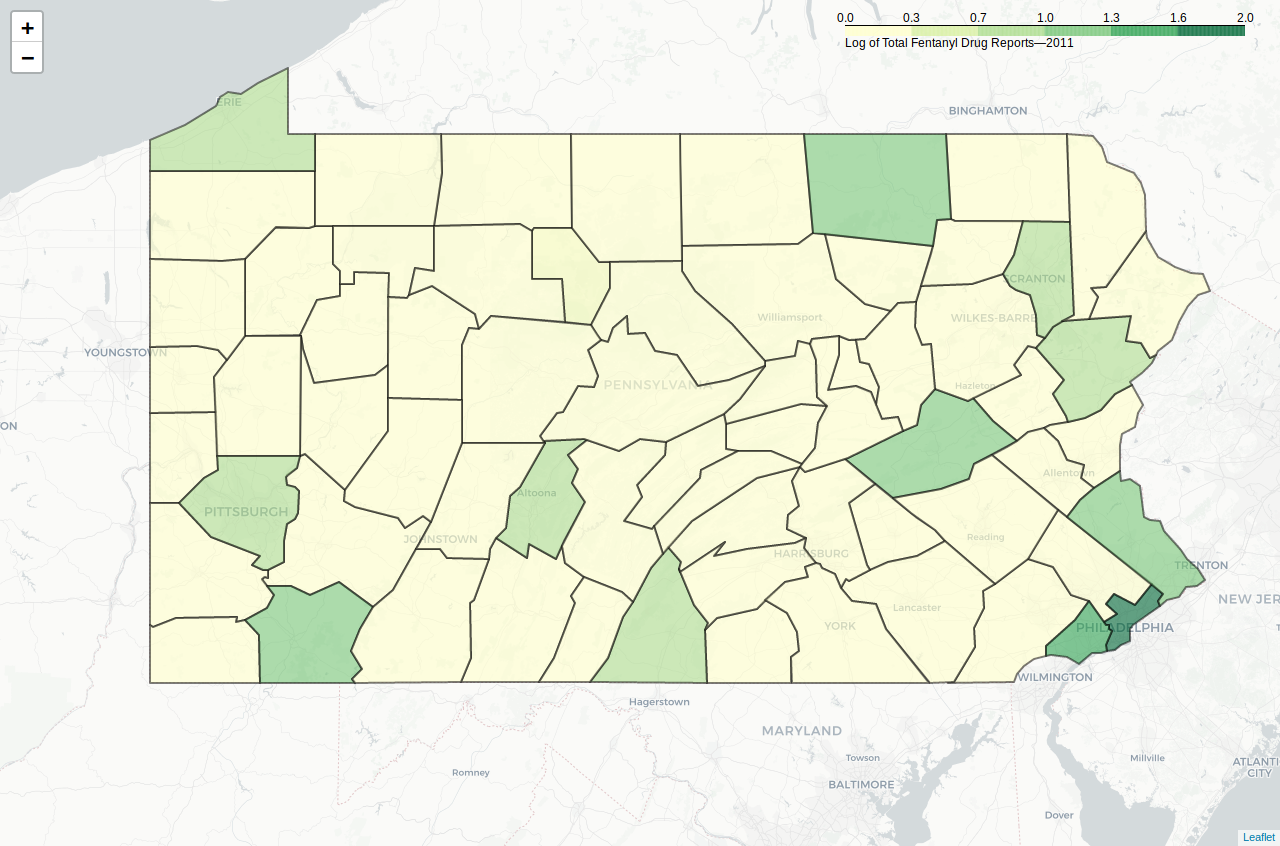 +
−
0.0 0.3 0.7 1.0 1.3 1.6 2.0
Log of Total Fentanyl Drug Reports—2011
ERIE
BINGHAMTON
SCRANTON
Williamsport
WILKES-BARRE
YOUNGSTOWN
PENNSYLVANIA
Hazleton
ON
Allentown
Altoona
PITTSBURGH
JOHNSTOWN
Reading
HARRISBURG
TRENTON
NEW JER
Lancaster
YORK
PHILADELPHIA
WILMINGTON
Hagerstown
MARYLAND
Towson
Millville
ATLANTI
CITY
Romney
BALTIMORE
Dover
Leaflet